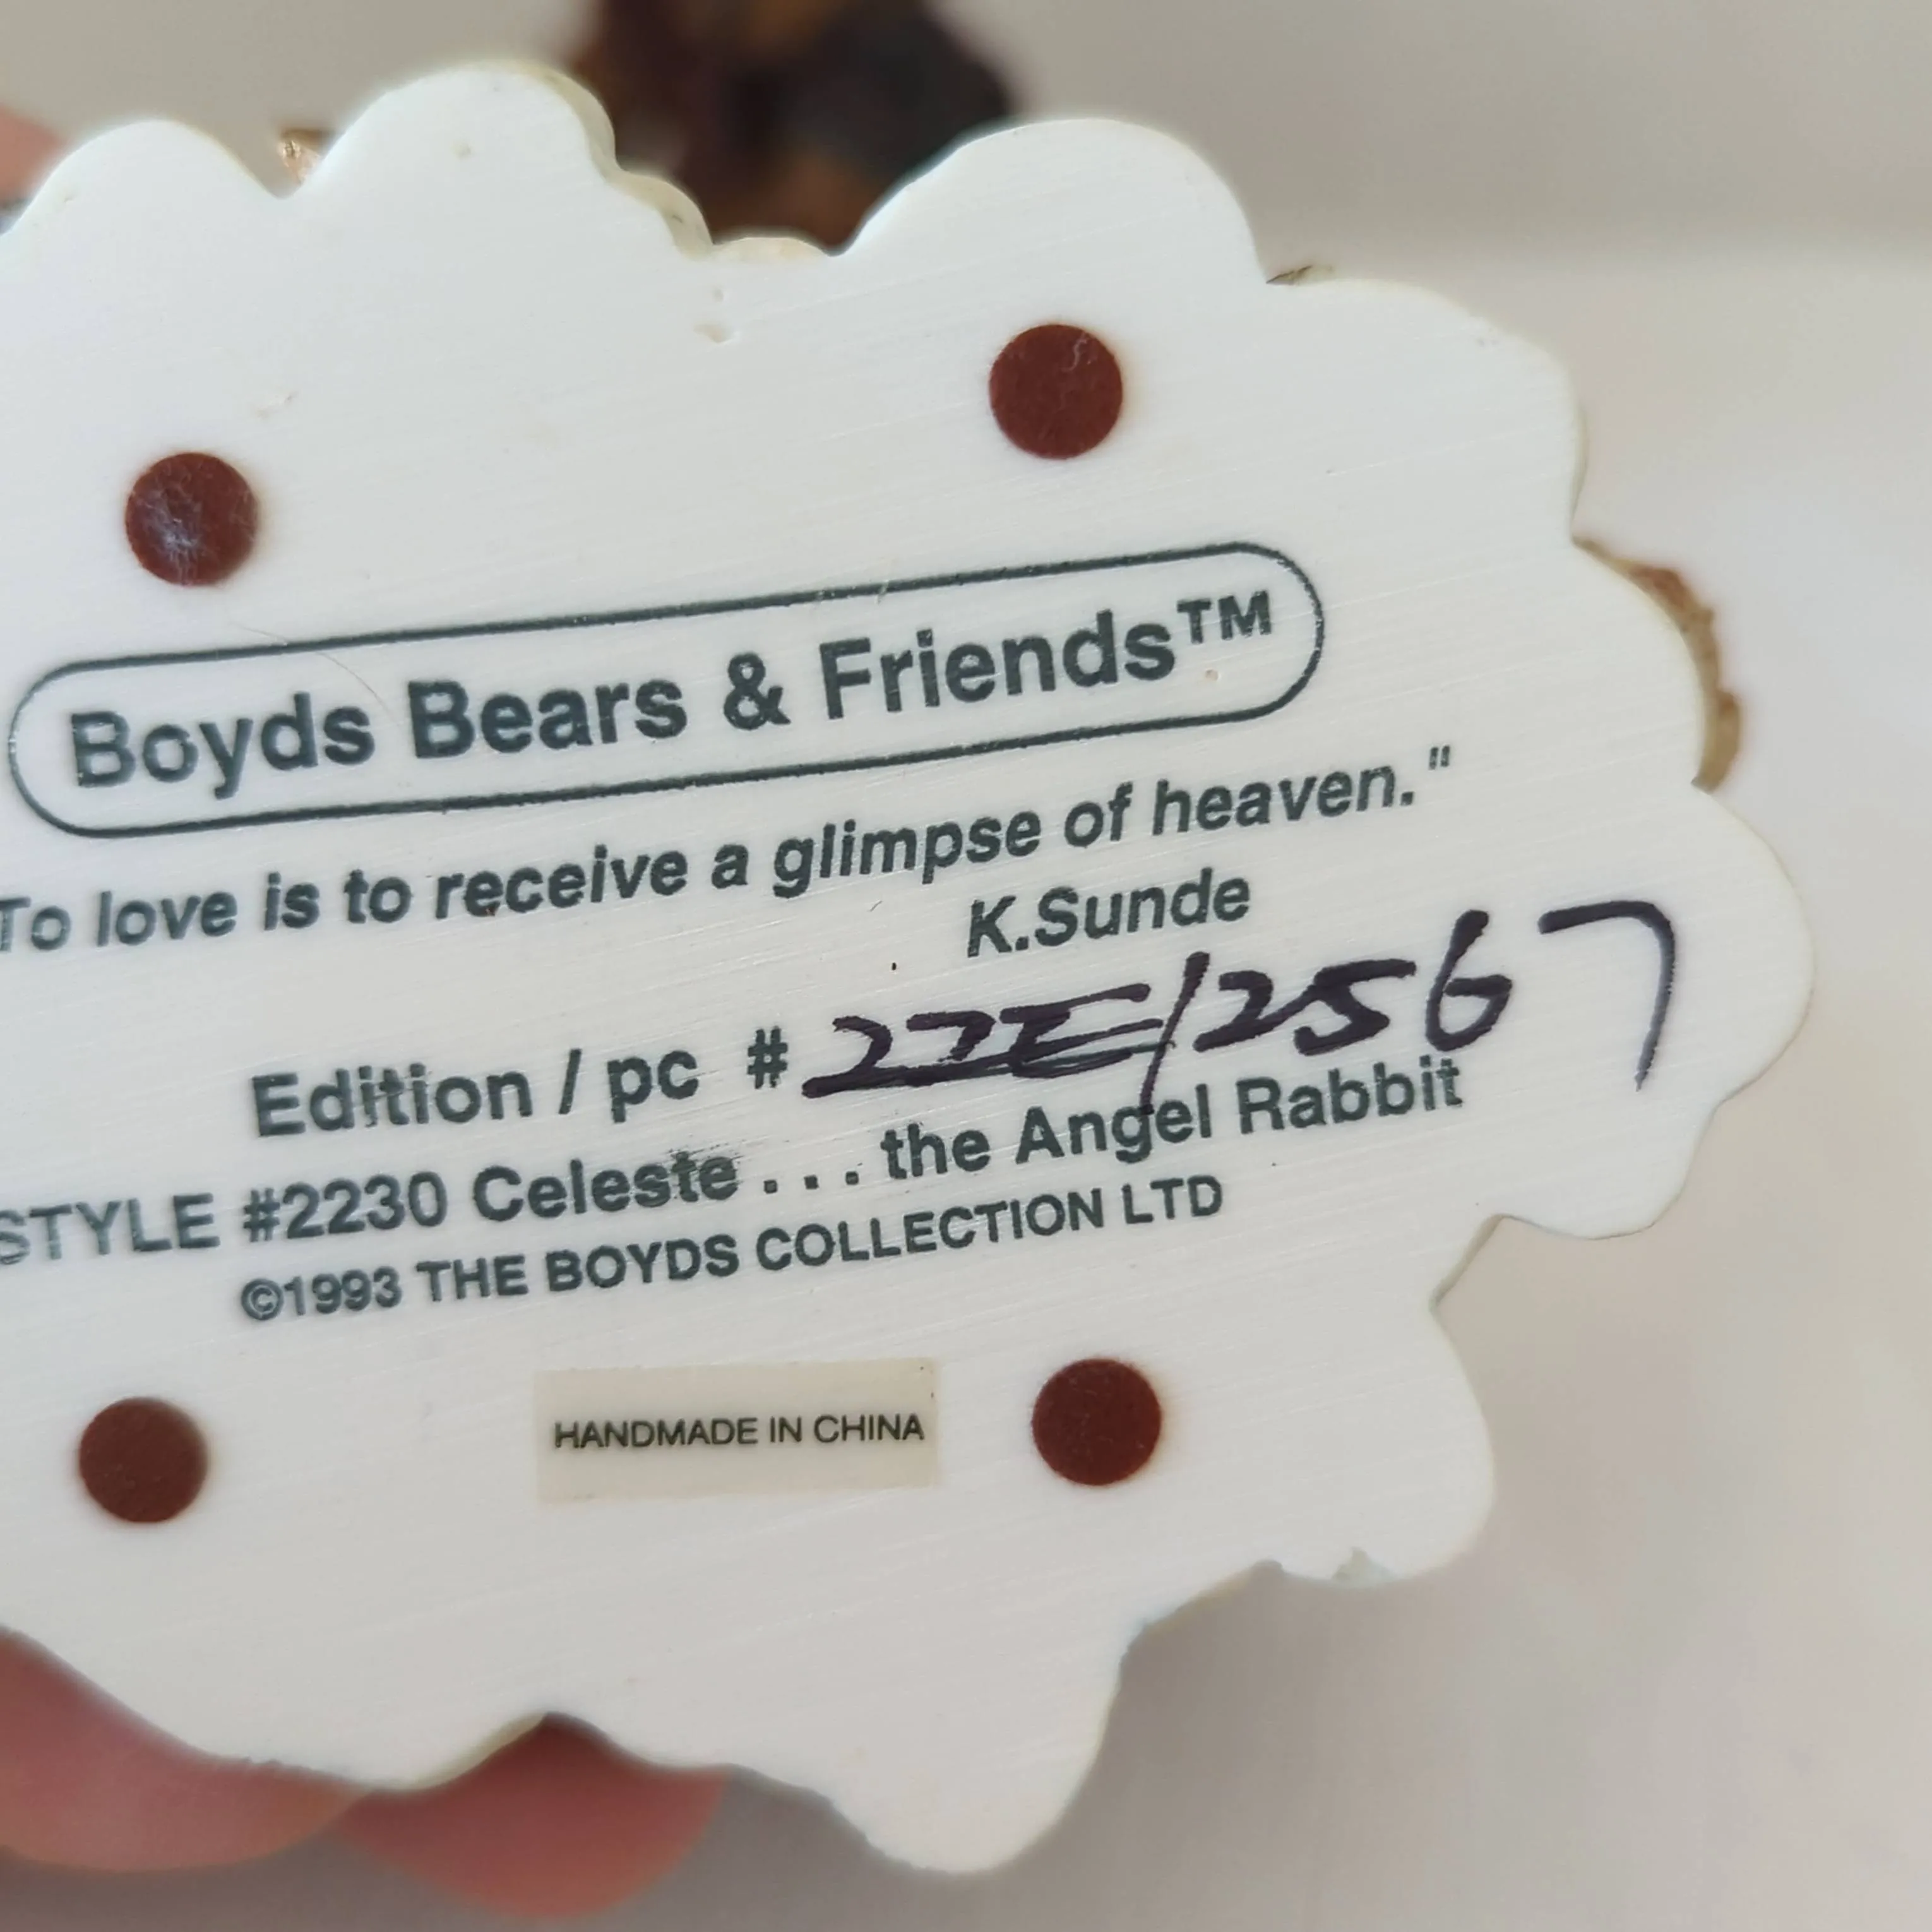 Boyds Bears & Friends™
To love is to receive a glimpse of heaven."
K.Sunde
Edition / pc # 22E/2567
STYLE #2230 Celeste . . . the Angel Rabbit
©1993 THE BOYDS COLLECTION LTD
HANDMADE IN CHINA